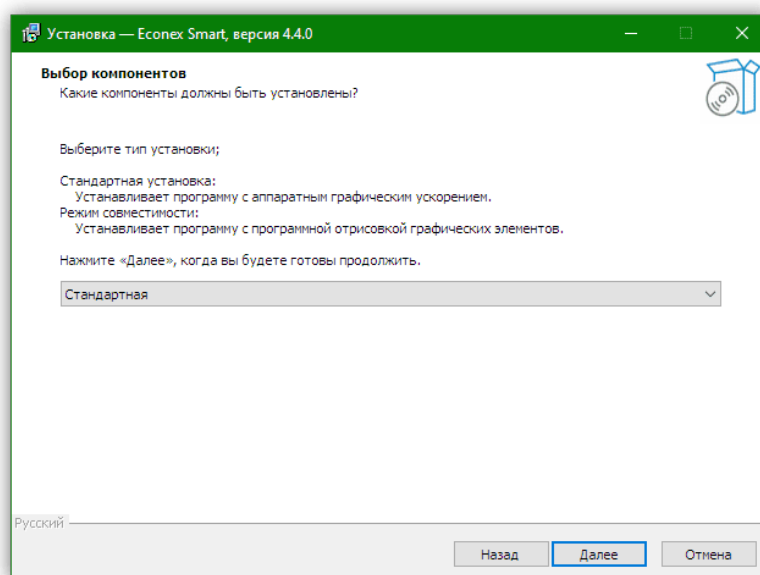 Установка — Econex Smart, версия 4.4.0
Выбор компонентов
Какие компоненты должны быть установлены?
Выберите тип установки;
Стандартная установка:
Устанавливает программу с аппаратным графическим ускорением.
Режим совместимости:
Устанавливает программу с программной отрисовкой графических элементов.
Нажмите «Далее», когда вы будете готовы продолжить.
Стандартная
Русский
Назад
Далее
Отмена